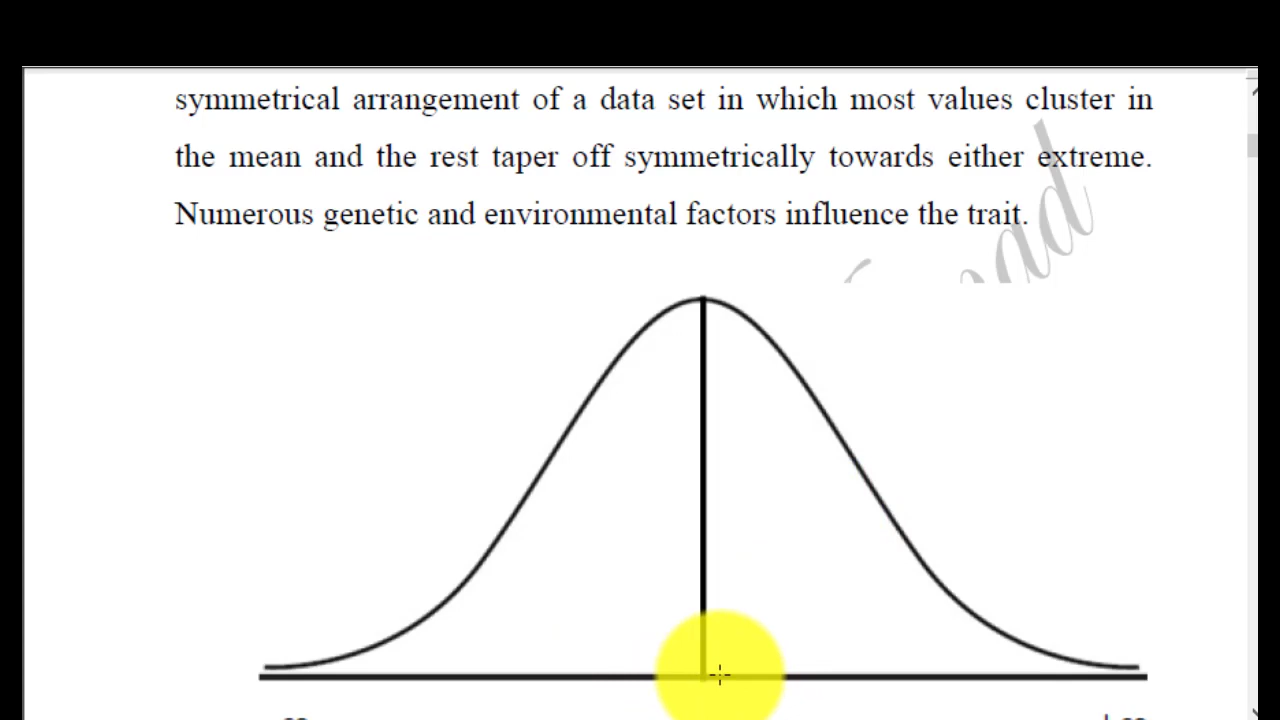 symmetrical arrangement of a data set in which most values cluster in
the mean and the rest taper off symmetrically towards either extreme.
Numerous genetic and environmental factors influence the trait.